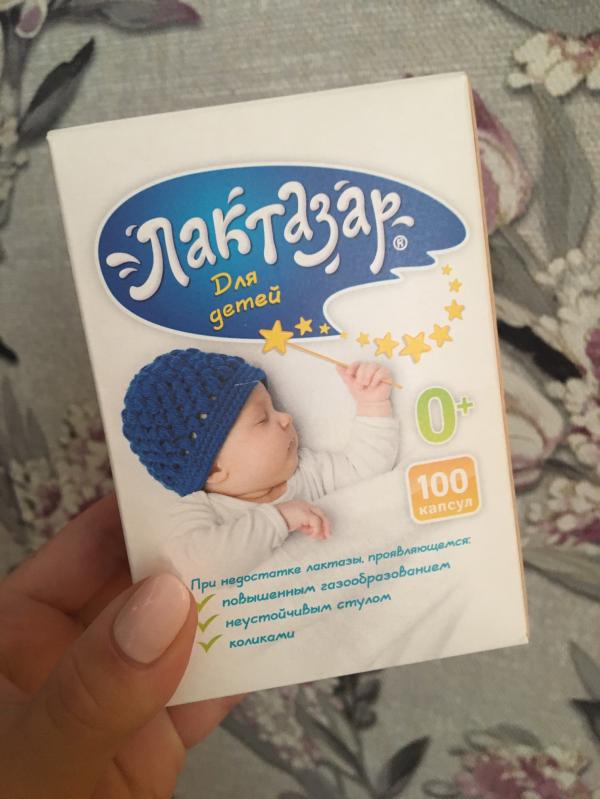 Лактазар®
Для
детей
0+
100
капсул
При недостатке лактазы, проявляющемся:
повышенным газообразованием
неустойчивым стулом
коликами